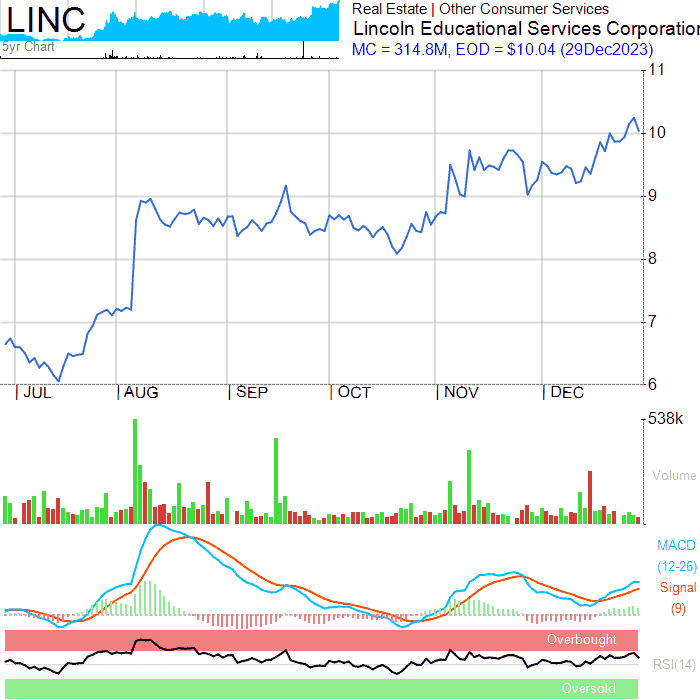 LINC
5yr Chart
Real Estate | Other Consumer Services
Lincoln Educational Services Corporation
MC = 314.8M, EOD = $10.04 (29Dec2023)
11
10
9
8
7
6
JUL AUG SEP OCT NOV DEC
538k
Volume
MACD
(12-26)
Signal
(9)
Overbought
RSI(14)
Oversold